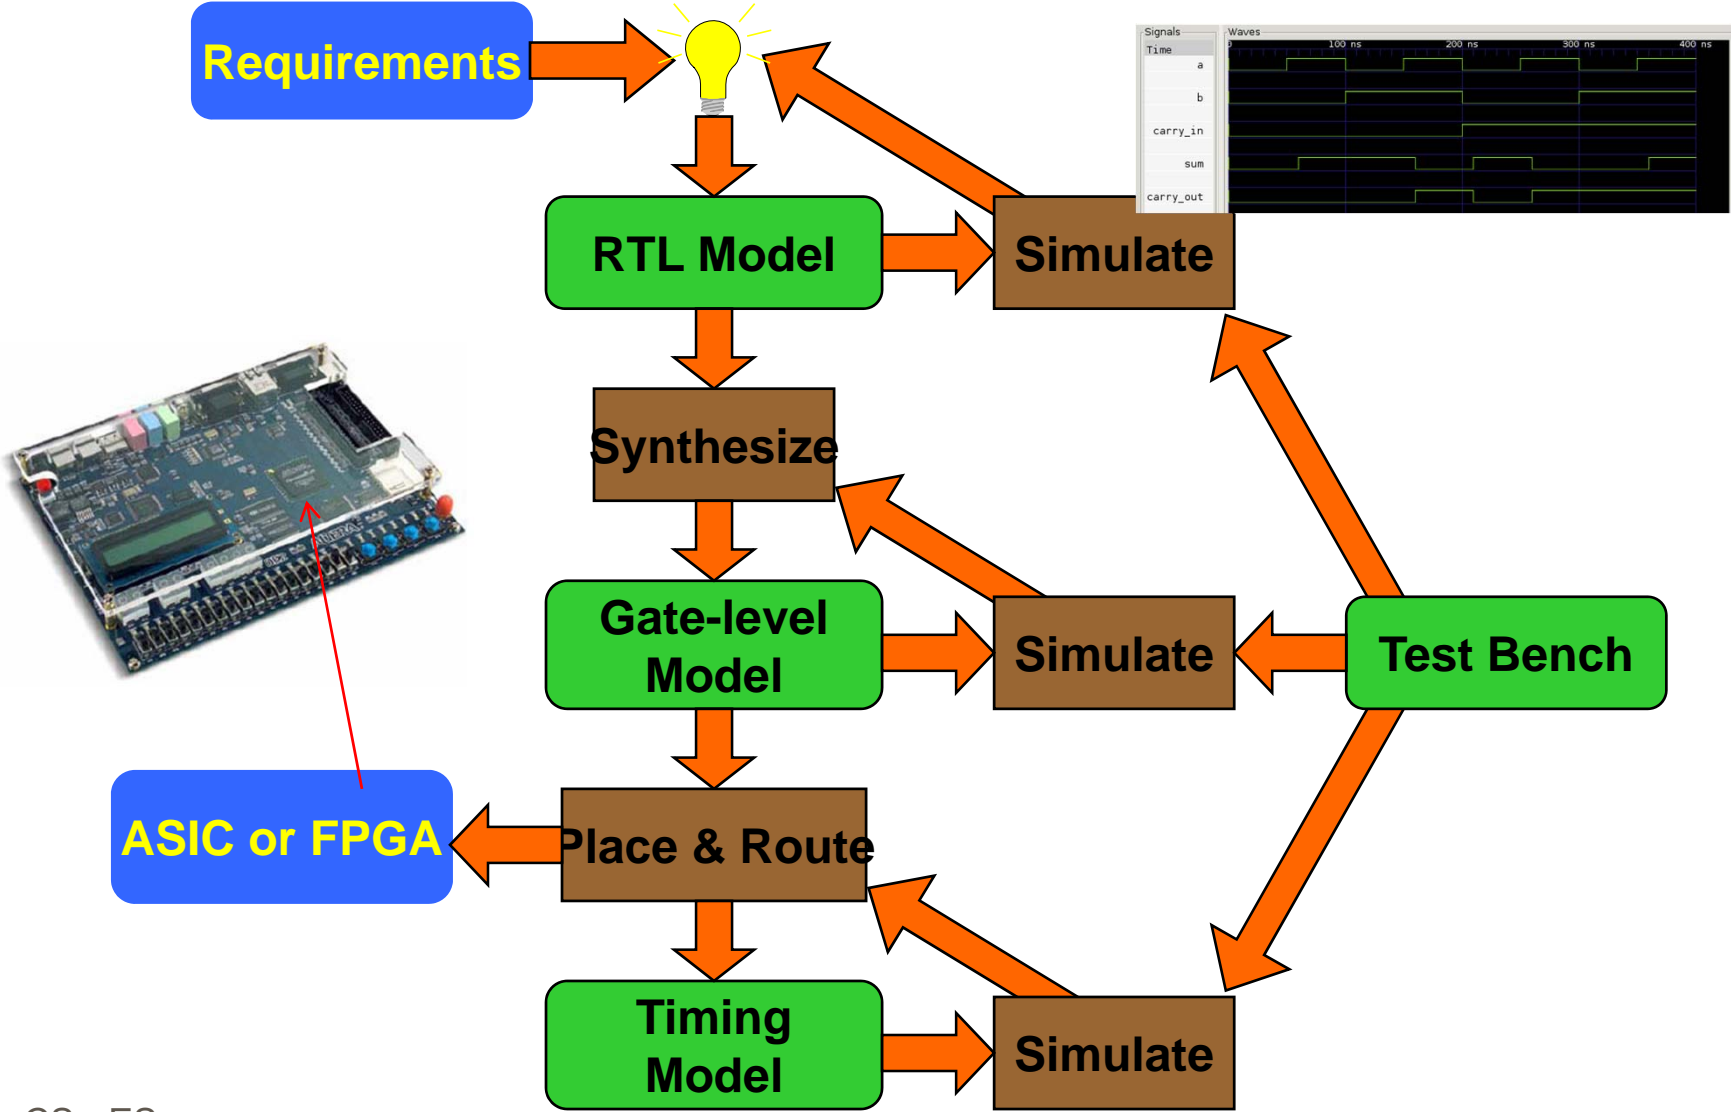 Requirements
Signals
Waves
Time
100 ns
200 ns
300 ns
400 ns
a
b
carry_in
sum
carry_out
RTL Model
Simulate
Synthesize
Gate-level
Model
Simulate
Test Bench
ASIC or FPGA
Place & Route
Timing
Model
Simulate